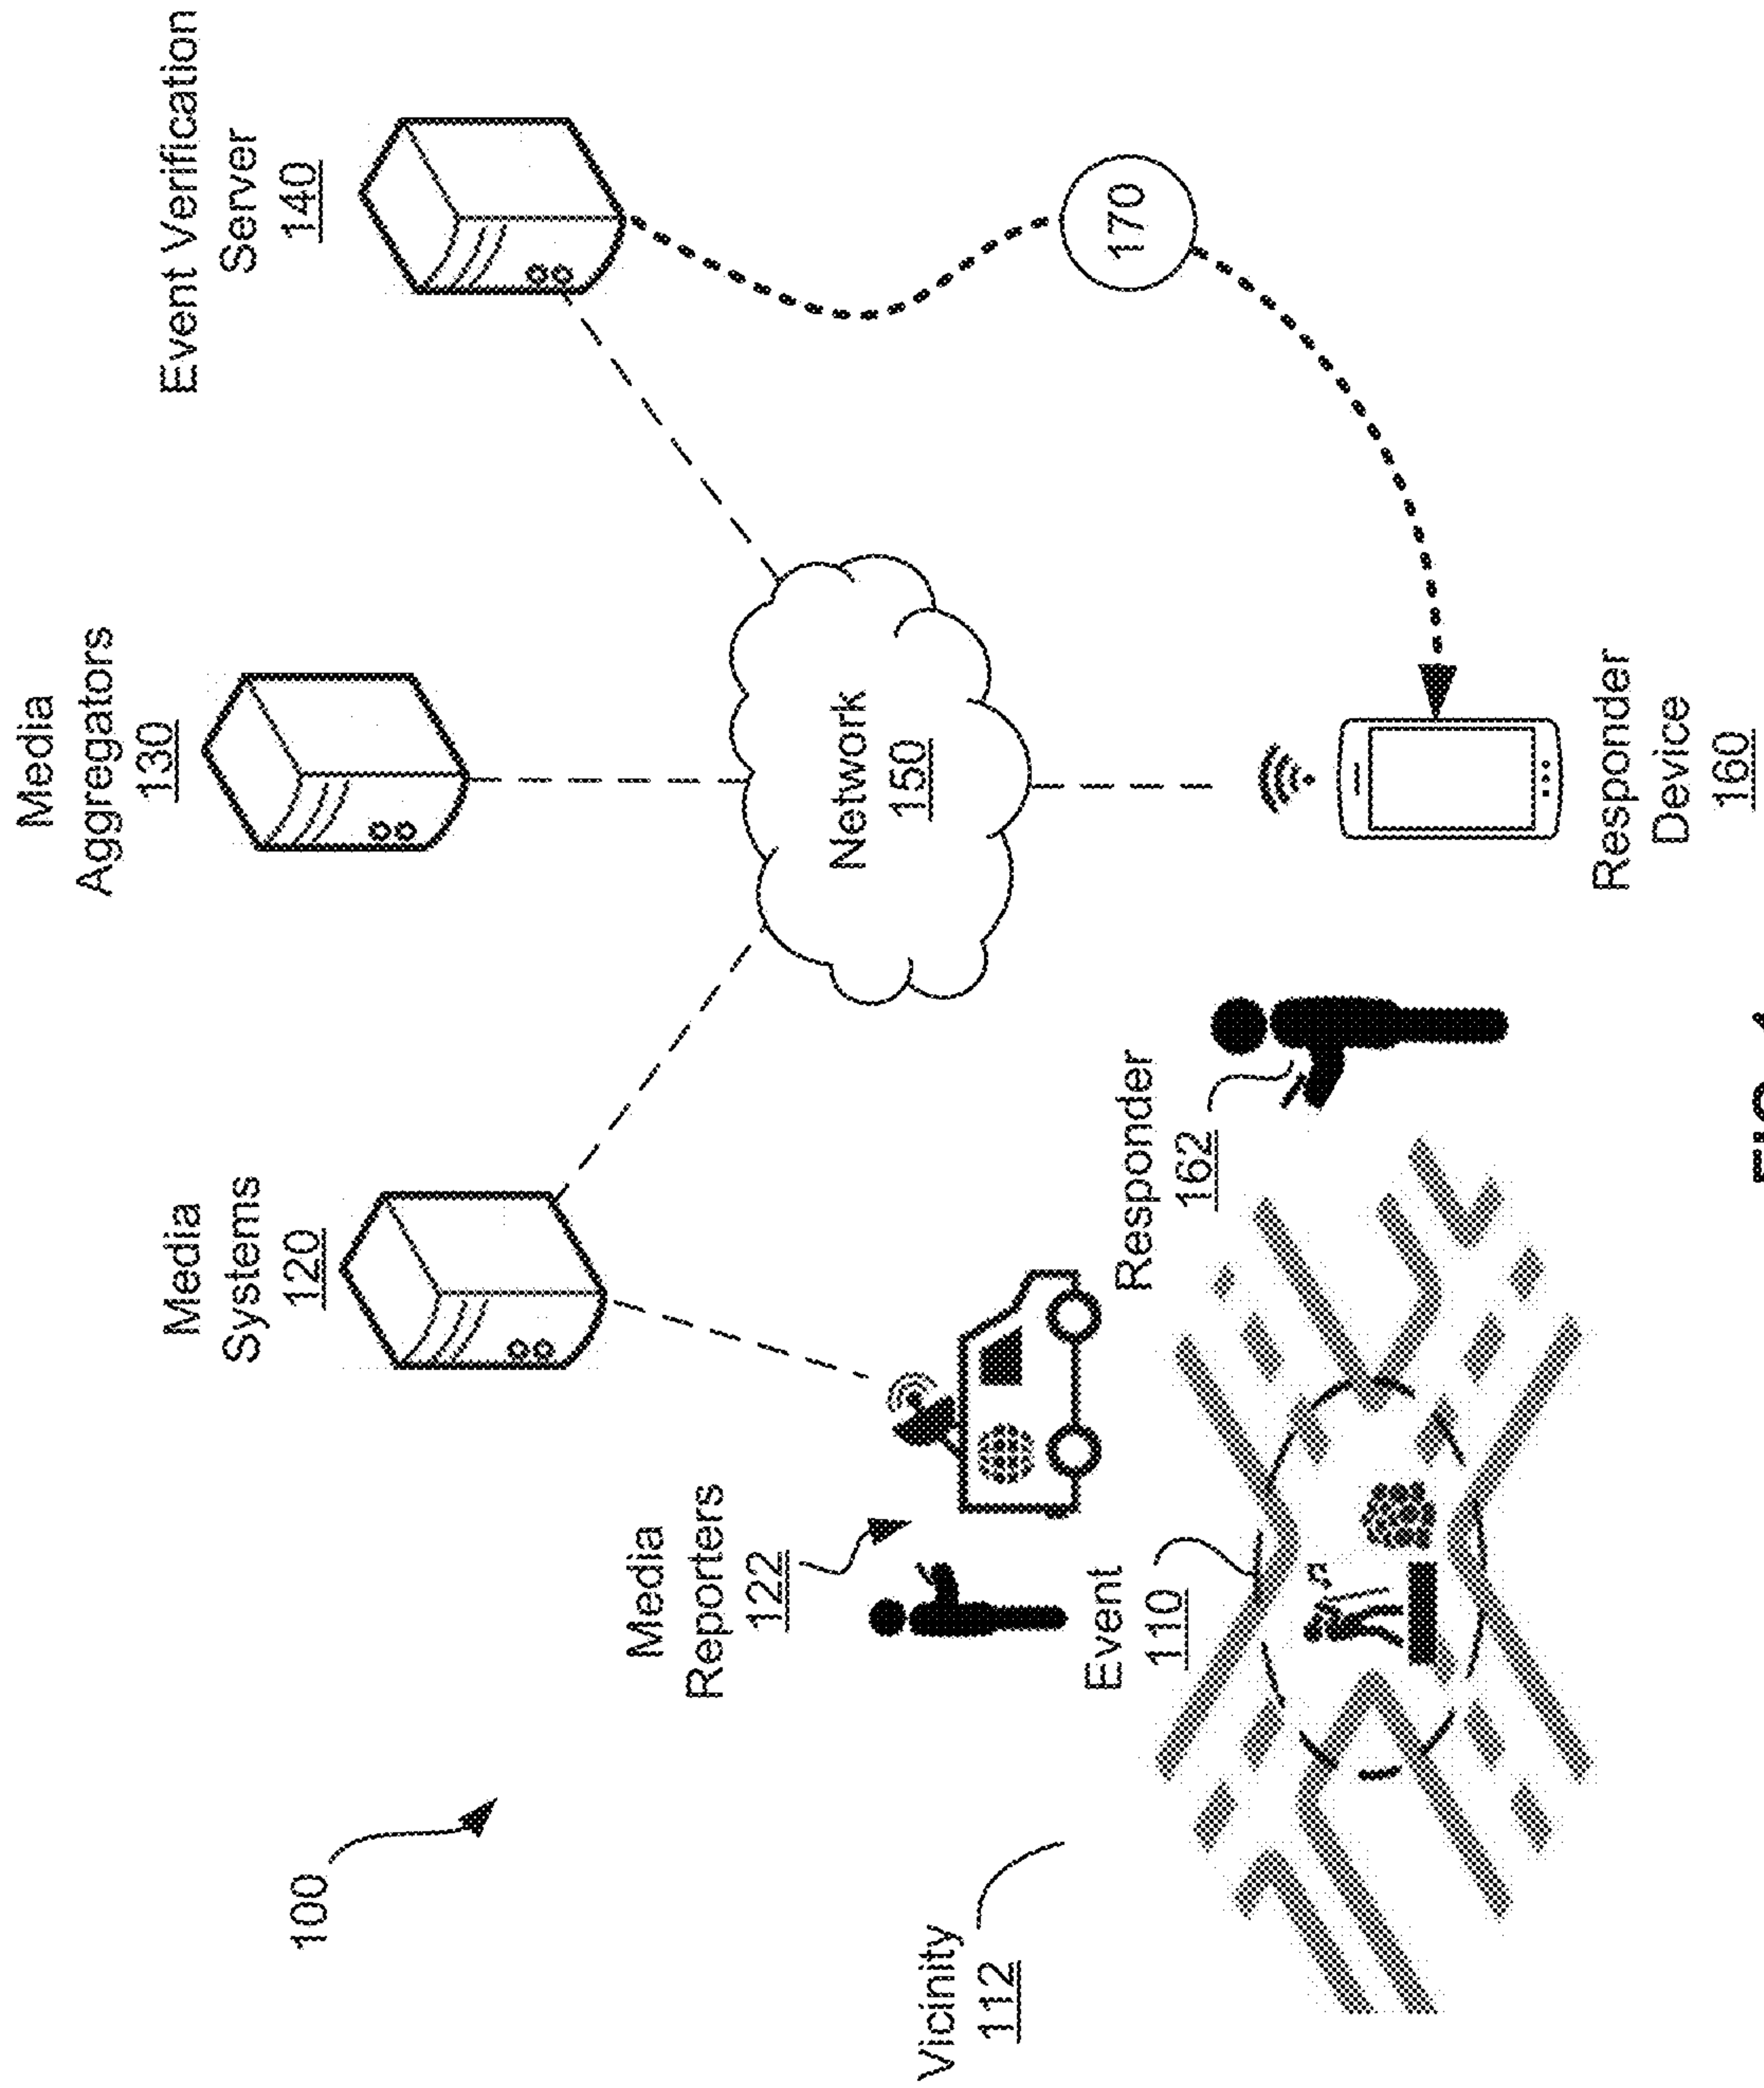 100
Media
Aggregators
130
Media
Systems
120
Event Verification
Server
140
Media
Reporters
122
Network
150
170
Vicinity
112
Event
110
Responder
162
Responder
Device
160